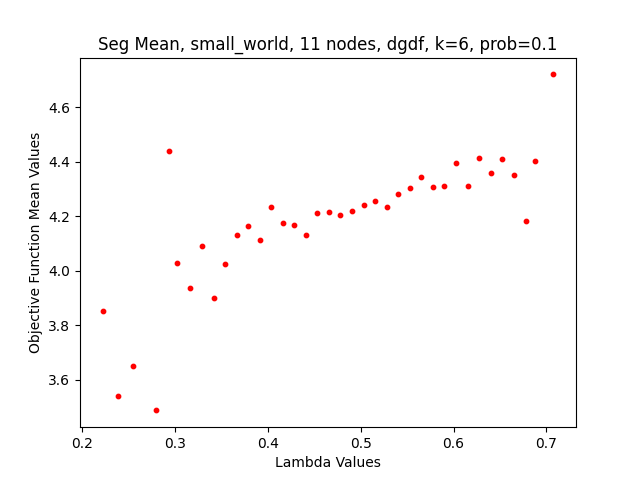 Seg Mean, small_world, 11 nodes, dgdf, k=6, prob=0.1
Objective Function Mean Values
4.6
4.4
4.2
4.0
3.8
3.6
0.2 0.3 0.4 0.5 0.6 0.7
Lambda Values